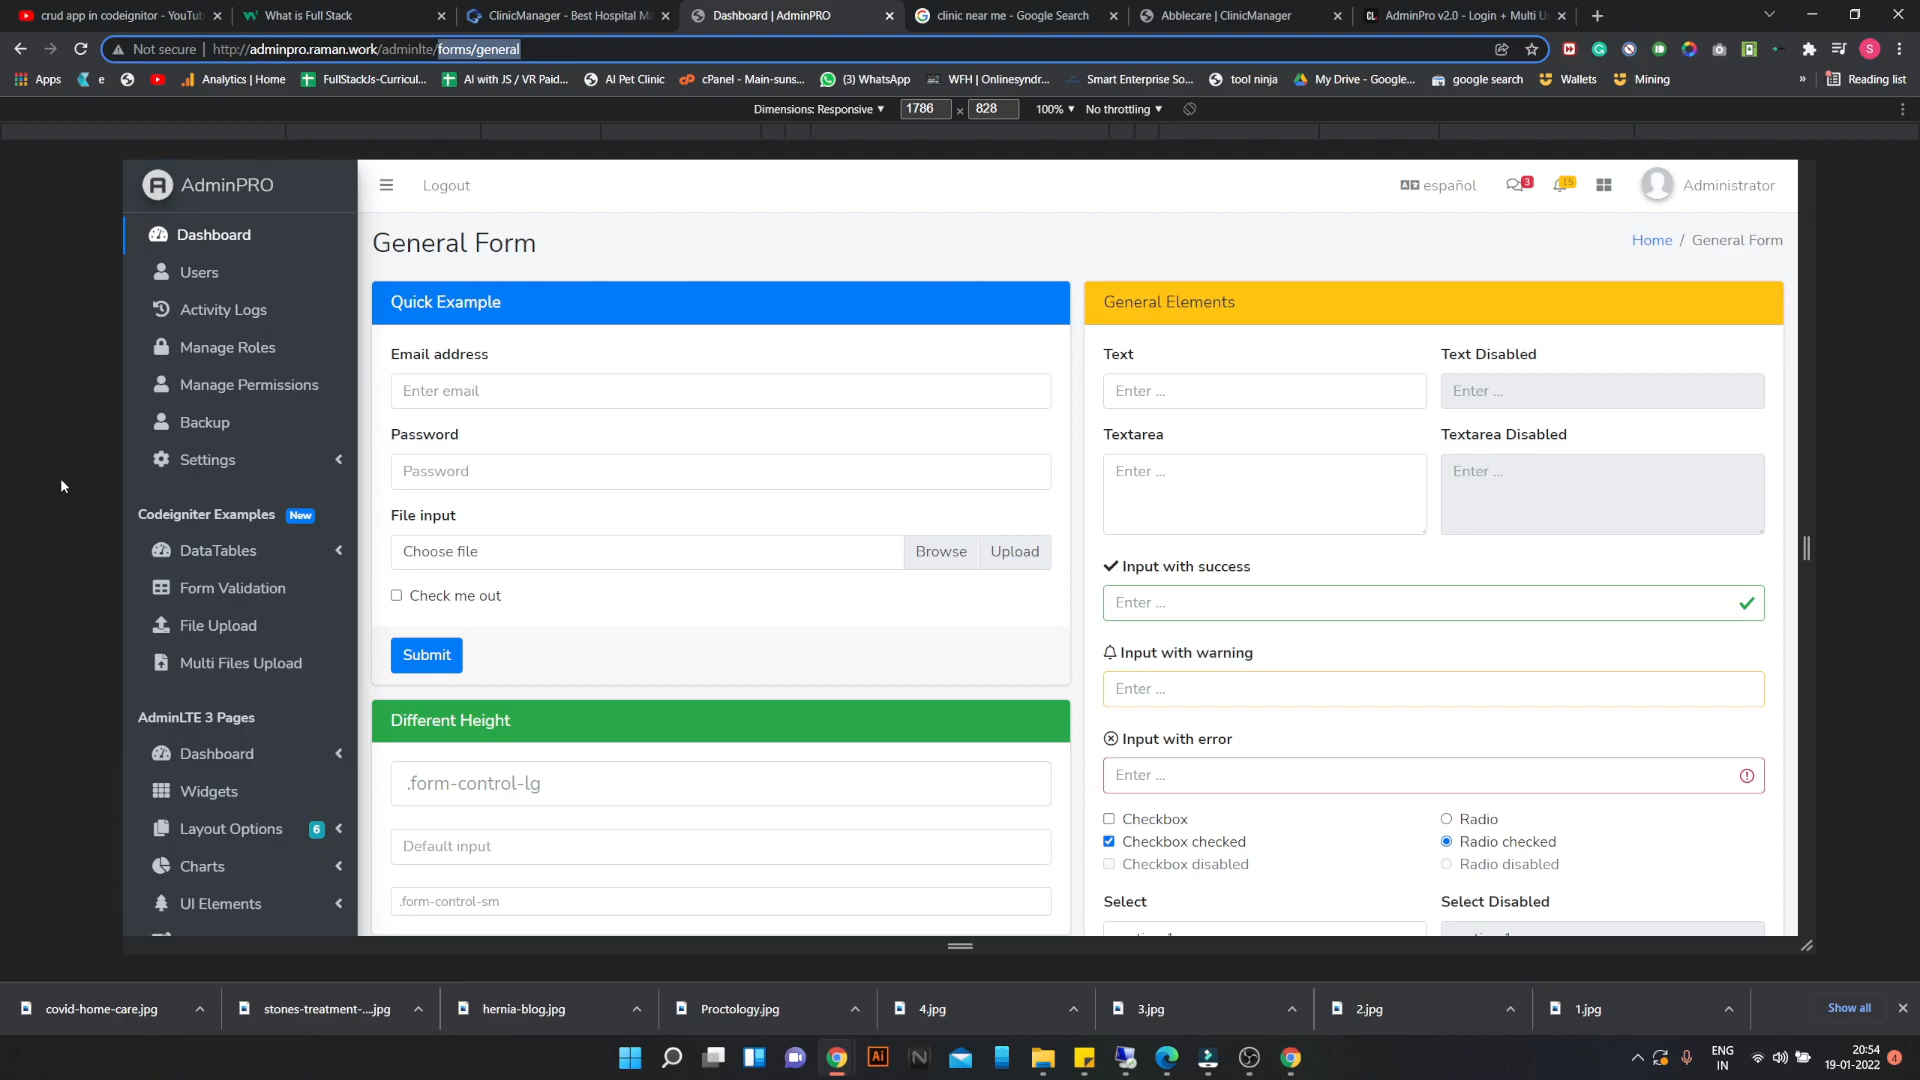 crud app in codeignitor - YouTub
What is Full Stack
ClinicManager - Best Hospital Ma
Dashboard | AdminPRO
clinic near me - Google Search
Abblecare | ClinicManager
AdminPro v2.0 - Login + Multi U
Not secure | http://adminpro.raman.work/adminlte/forms/general
Apps
e
Analytics | Home
FullStackJs-Curricul...
AI with JS / VR Paid...
AI Pet Clinic
cPanel - Main-suns...
(3) WhatsApp
WFH | Onlinesyndr...
Smart Enterprise So...
tool ninja
My Drive - Google...
google search
Wallets
Mining
»
Reading list
Dimensions: Responsive
1786 x 828
100%
No throttling
AdminPRO
Logout
español
3
15
Administrator
Dashboard
Users
Activity Logs
Manage Roles
Manage Permissions
Backup
Settings
Codeigniter Examples New
DataTables
Form Validation
File Upload
Multi Files Upload
AdminLTE 3 Pages
Dashboard
Widgets
Layout Options 6
Charts
UI Elements
General Form
Home / General Form
Quick Example
Email address
Enter email
Password
Password
File input
Choose file
Browse
Upload
Check me out
Submit
Different Height
.form-control-lg
Default input
.form-control-sm
General Elements
Text
Text Disabled
Enter ...
Enter ...
Textarea
Textarea Disabled
Enter ...
Enter ...
Input with success
Enter ...
Input with warning
Enter ...
Input with error
Enter ...
Checkbox
Radio
Checkbox checked
Radio checked
Checkbox disabled
Radio disabled
Select
Select Disabled
covid-home-care.jpg
stones-treatment-....jpg
hernia-blog.jpg
Proctology.jpg
4.jpg
3.jpg
2.jpg
1.jpg
Show all
Ai
N
ENG
IN
20:54
19-01-2022
4